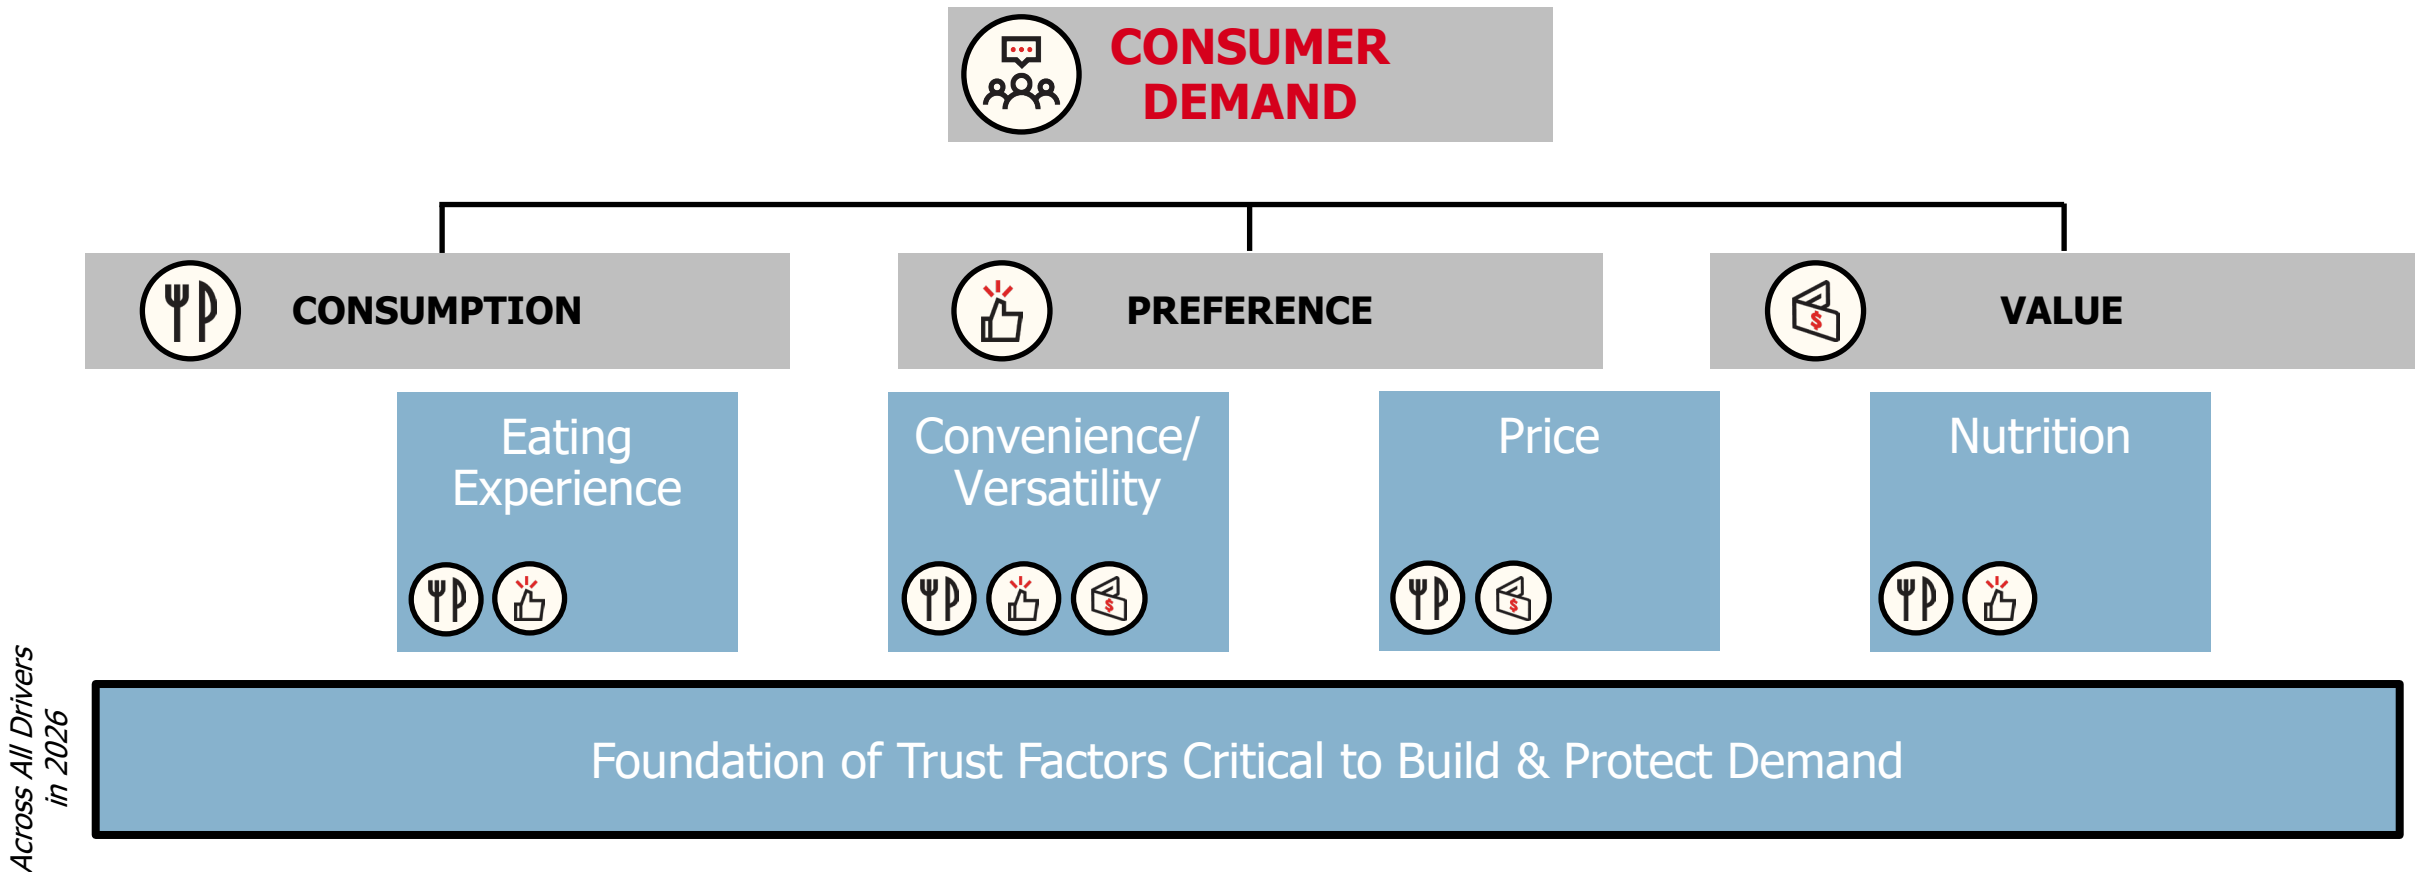 CONSUMER
DEMAND
CONSUMPTION
PREFERENCE
VALUE
Eating
Experience
Convenience/
Versatility
Price
Nutrition
Across All Drivers
in 2026
Foundation of Trust Factors Critical to Build & Protect Demand